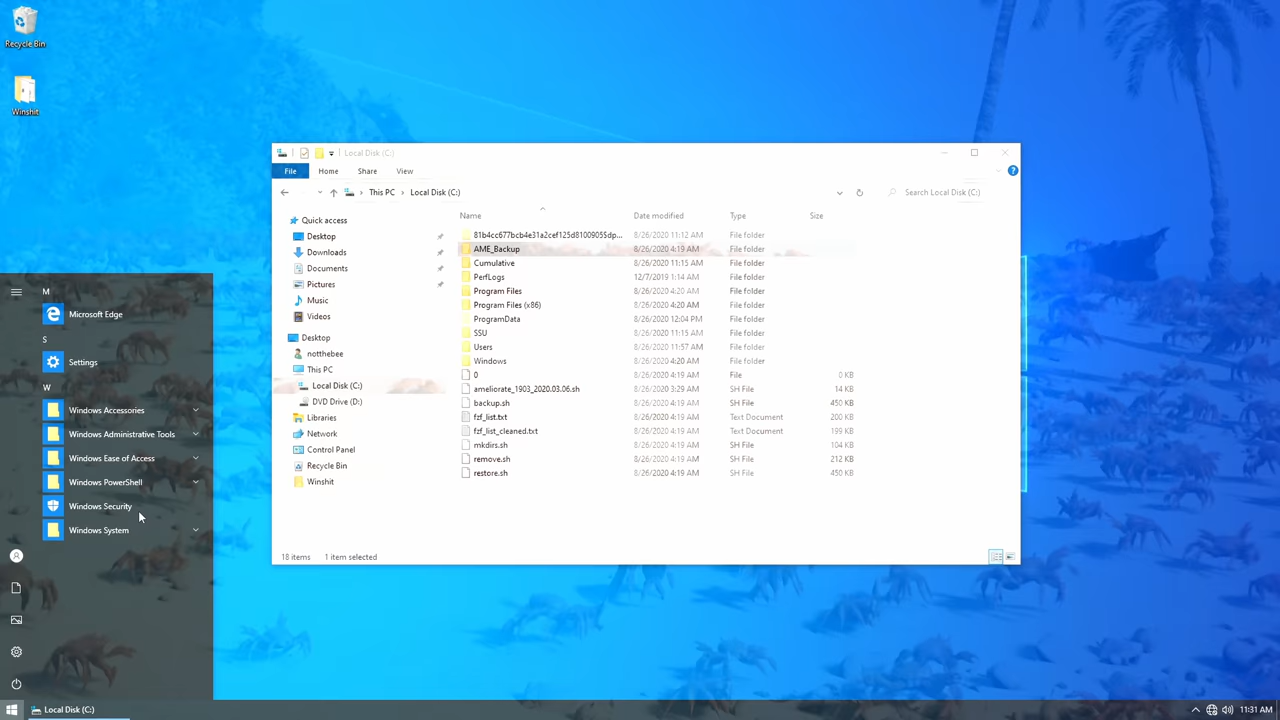 Recycle Bin
Winshit
Local Disk (C:)
File Home Share View
This PC Local Disk (C:)
Search Local Disk (C:)
Quick access
Desktop
Downloads
Documents
Pictures
Music
Videos
Desktop
notthebee
This PC
Local Disk (C:)
DVD Drive (D:)
Libraries
Network
Control Panel
Recycle Bin
Winshit
Name Date modified Type Size
81b4cc677bcb4e31a2cef125d8100905$dp... 8/26/2020 11:12 AM File folder
AME_Backup 8/26/2020 4:19 AM File folder
Cumulative 8/26/2020 11:15 AM File folder
PerfLogs 12/7/2019 1:14 AM File folder
Program Files 8/26/2020 4:20 AM File folder
Program Files (x86) 8/26/2020 4:20 AM File folder
ProgramData 8/26/2020 12:04 PM File folder
SSU 8/26/2020 11:15 AM File folder
Users 8/26/2020 11:57 AM File folder
Windows 8/26/2020 4:20 AM File folder
0 8/26/2020 4:19 AM File 0 KB
ameliorate_1903_2020.03.06.sh 8/26/2020 3:29 AM SH File 14 KB
backup.sh 8/26/2020 4:19 AM SH File 450 KB
fzf_list.txt 8/26/2020 4:19 AM Text Document 200 KB
fzf_list_cleaned.txt 8/26/2020 4:19 AM Text Document 199 KB
mkdirs.sh 8/26/2020 4:19 AM SH File 104 KB
remove.sh 8/26/2020 4:19 AM SH File 212 KB
restore.sh 8/26/2020 4:19 AM SH File 450 KB
18 items 1 item selected
M
Microsoft Edge
S
Settings
W
Windows Accessories
Windows Administrative Tools
Windows Ease of Access
Windows PowerShell
Windows Security
Windows System
Local Disk (C:)
11:31 AM